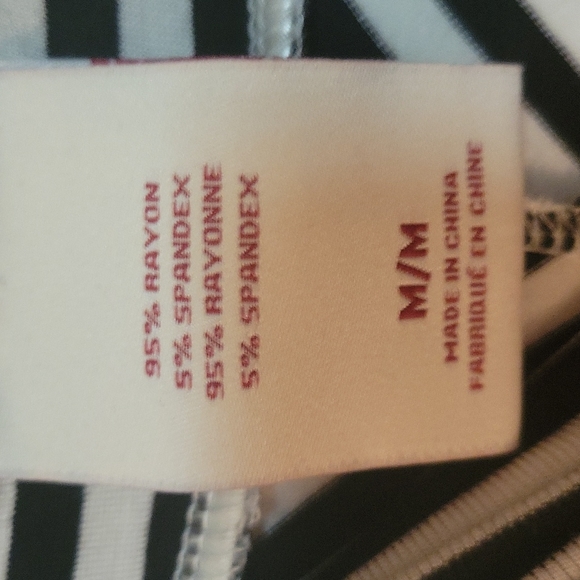 95% RAYON
5% SPANDEX
95% RAYONNE
5% SPANDEX
M/M
MADE IN CHINA
FABRIQUÉ EN CHINE